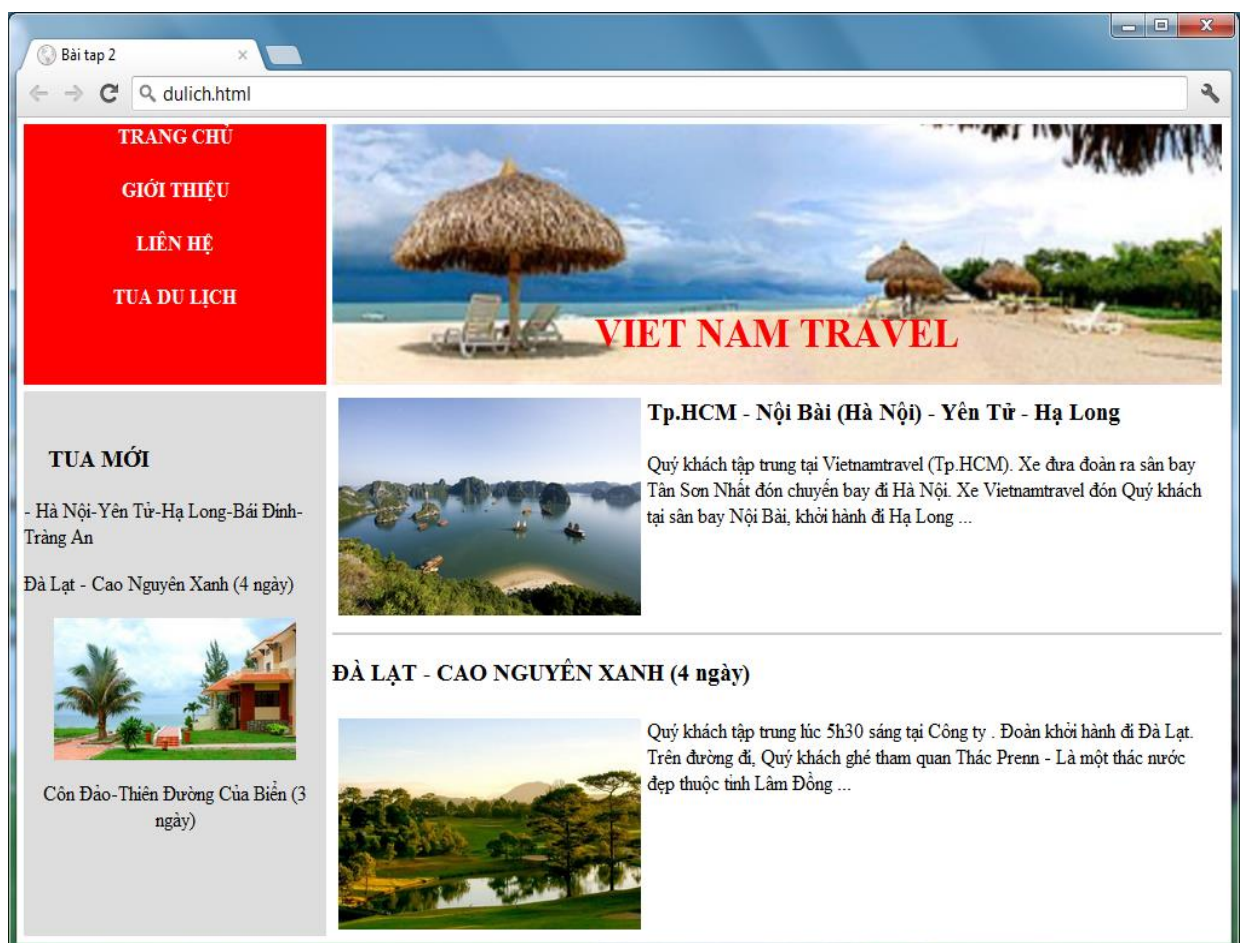 Bài tap 2
dulich.html
TRANG CHỦ
GIỚI THIỆU
LIÊN HỆ
TUA DU LỊCH
VIET NAM TRAVEL
TUA MỚI
- Hà Nội-Yên Tử-Hạ Long-Bái Đính-
Tràng An
Đà Lạt - Cao Nguyên Xanh (4 ngày)
Côn Đảo-Thiên Đường Của Biển (3
ngày)
Tp.HCM - Nội Bài (Hà Nội) - Yên Tử - Hạ Long
Quý khách tập trung tại Vietnamtravel (Tp.HCM). Xe đưa đoàn ra sân bay
Tân Sơn Nhất đón chuyến bay đi Hà Nội. Xe Vietnamtravel đón Quý khách
tại sân bay Nội Bài, khởi hành đi Hạ Long ...
ĐÀ LẠT - CAO NGUYÊN XANH (4 ngày)
Quý khách tập trung lúc 5h30 sáng tại Công ty . Đoàn khởi hành đi Đà Lạt.
Trên đường đi, Quý khách ghé tham quan Thác Prenn - Là một thác nước
đẹp thuộc tỉnh Lâm Đồng ...